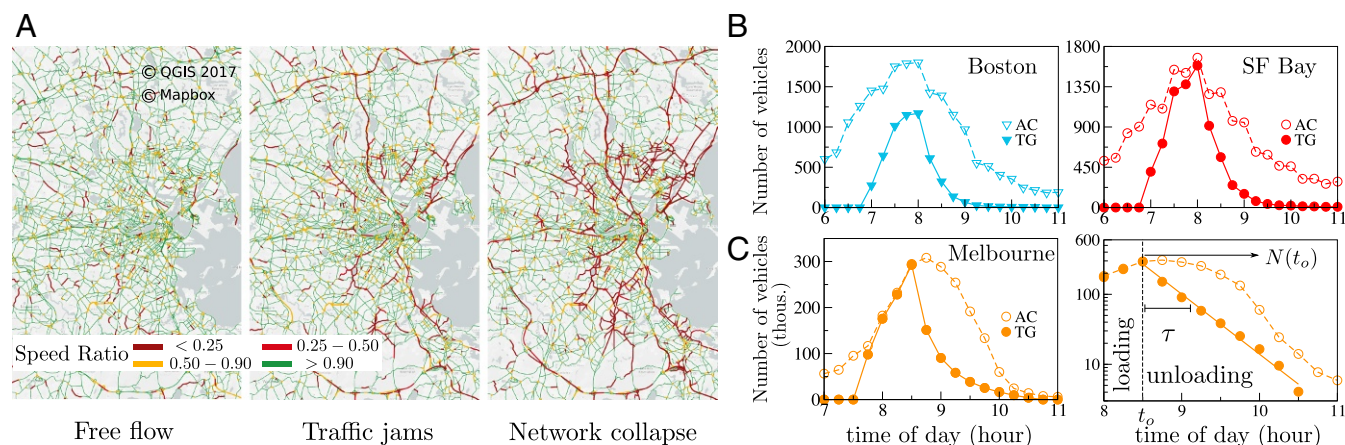 A
© QGIS 2017
© Mapbox
Speed Ratio
< 0.25
0.25 – 0.50
0.50 – 0.90
> 0.90
Free flow
Traffic jams
Network collapse
B
Number of vehicles
2000
1500
1000
500
0
Boston
AC
TG
6 7 8 9 10 11
1800
1350
900
450
0
SF Bay
AC
TG
6 7 8 9 10 11
C
Number of vehicles
(thous.)
300
200
100
0
Melbourne
AC
TG
7 8 9 10 11
time of day (hour)
600
100
10
loading
unloading
τ
N(t_o)
8 t_o 9 10 11
time of day (hour)